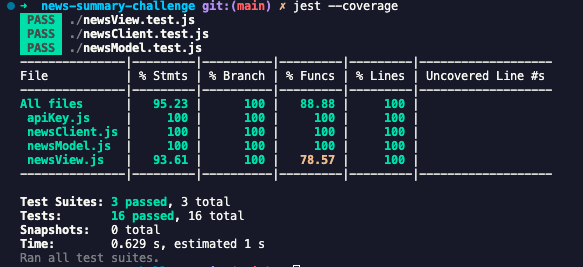 ➜ news-summary-challenge git:(main) ✗ jest --coverage
PASS ./newsView.test.js
PASS ./newsClient.test.js
PASS ./newsModel.test.js
---------------|---------|----------|---------|---------|-------------------
File | % Stmts | % Branch | % Funcs | % Lines | Uncovered Line #s
---------------|---------|----------|---------|---------|-------------------
All files | 95.23 | 100 | 88.88 | 100 |
apiKey.js | 100 | 100 | 100 | 100 |
newsClient.js | 100 | 100 | 100 | 100 |
newsModel.js | 100 | 100 | 100 | 100 |
newsView.js | 93.61 | 100 | 78.57 | 100 |
---------------|---------|----------|---------|---------|-------------------
Test Suites: 3 passed, 3 total
Tests: 16 passed, 16 total
Snapshots: 0 total
Time: 0.629 s, estimated 1 s
Ran all test suites.